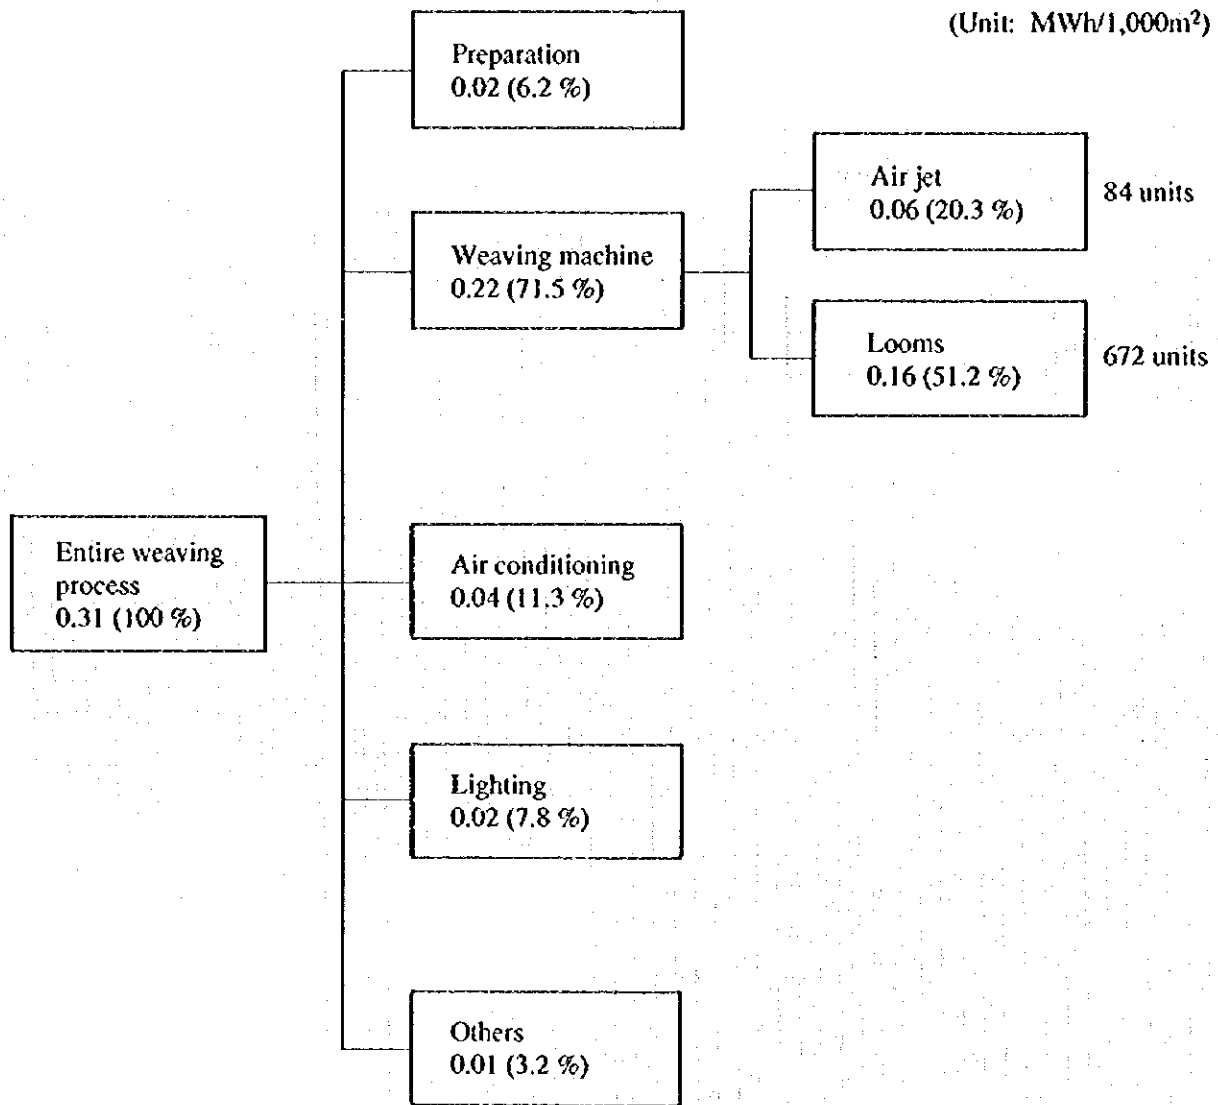 (Unit: MWh/1,000m²)
Preparation
0.02 (6.2 %)
Air jet
0.06 (20.3 %)
84 units
Weaving machine
0.22 (71.5 %)
Looms
0.16 (51.2 %)
672 units
Entire weaving
process
0.31 (100 %)
Air conditioning
0.04 (11.3 %)
Lighting
0.02 (7.8 %)
Others
0.01 (3.2 %)